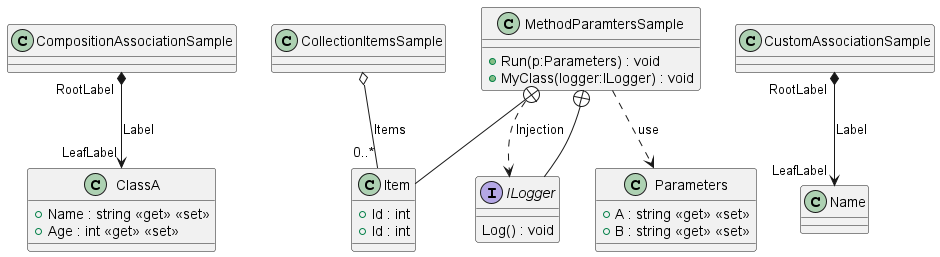 C CompositionAssociationSample
C CollectionItemsSample
C MethodParamtersSample
Run(p:Parameters) : void
MyClass(logger:ILogger) : void
C CustomAssociationSample
RootLabel
Label
LeafLabel
Items
0..*
Injection
use
RootLabel
Label
LeafLabel
C ClassA
Name : string «get» «set»
Age : int «get» «set»
C Item
Id : int
Id : int
I ILogger
Log() : void
C Parameters
A : string «get» «set»
B : string «get» «set»
C Name